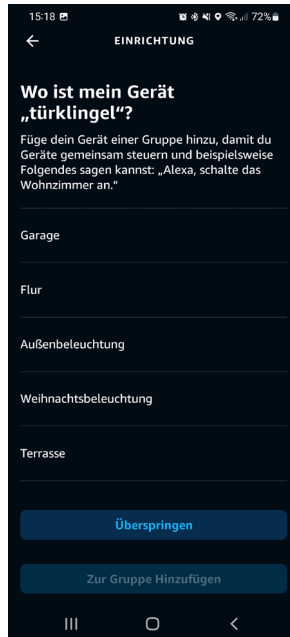 15:18 72%
EINRICHTUNG
Wo ist mein Gerät
„türklingel“?
Füge dein Gerät einer Gruppe hinzu, damit du
Geräte gemeinsam steuern und beispielsweise
Folgendes sagen kannst: „Alexa, schalte das
Wohnzimmer an.“
Garage
Flur
Außenbeleuchtung
Weihnachtsbeleuchtung
Terrasse
Überspringen
Zur Gruppe Hinzufügen